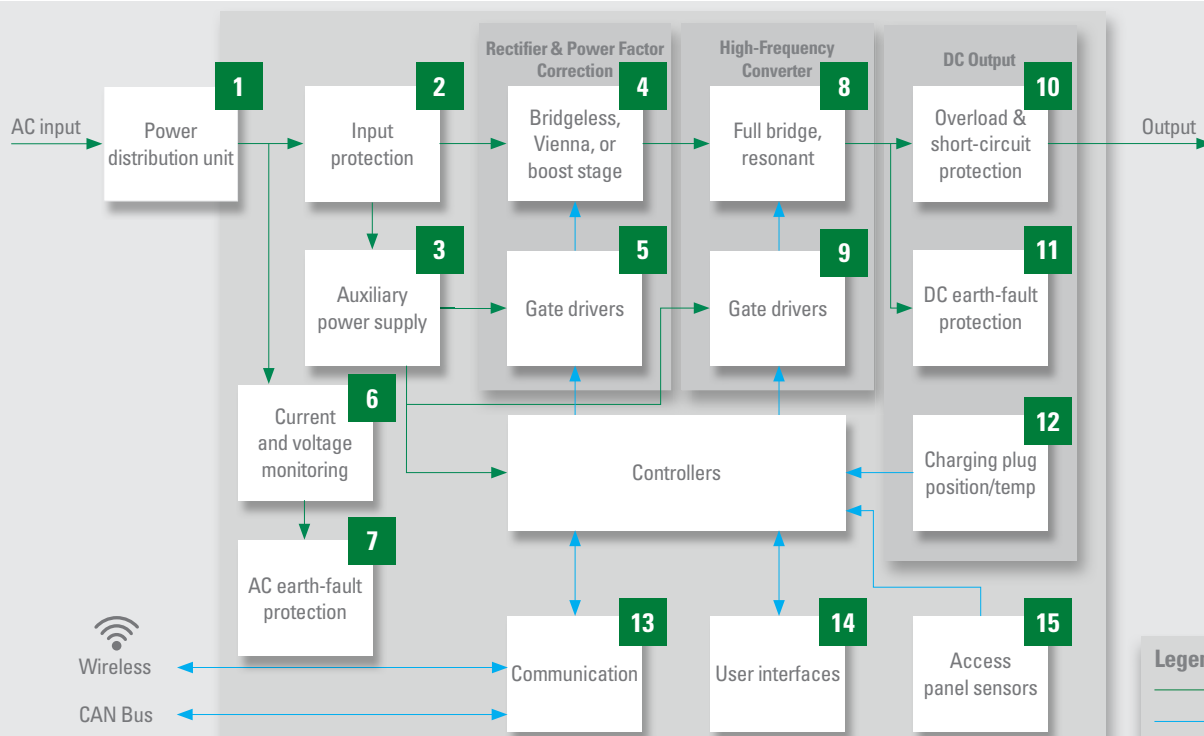 Rectifier & Power Factor
Correction
High-Frequency
Converter
DC Output
1
2
4
8
10
AC input
Power
distribution unit
Input
protection
Bridgeless,
Vienna, or
boost stage
Full bridge,
resonant
Overload &
short-circuit
protection
Output
3
5
9
11
Auxiliary
power supply
Gate drivers
Gate drivers
DC earth-fault
protection
6
Current
and voltage
monitoring
12
Controllers
Charging plug
position/temp
7
AC earth-fault
protection
13
14
15
Wireless
Communication
User interfaces
Access
panel sensors
CAN Bus